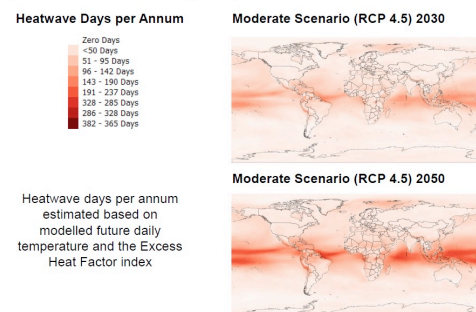 Heatwave Days per Annum
Zero Days
<50 Days
51 - 95 Days
96 - 142 Days
143 - 190 Days
191 - 237 Days
328 - 285 Days
286 - 328 Days
382 - 365 Days
Heatwave days per annum
estimated based on
modelled future daily
temperature and the Excess
Heat Factor index
Moderate Scenario (RCP 4.5) 2030
Moderate Scenario (RCP 4.5) 2050